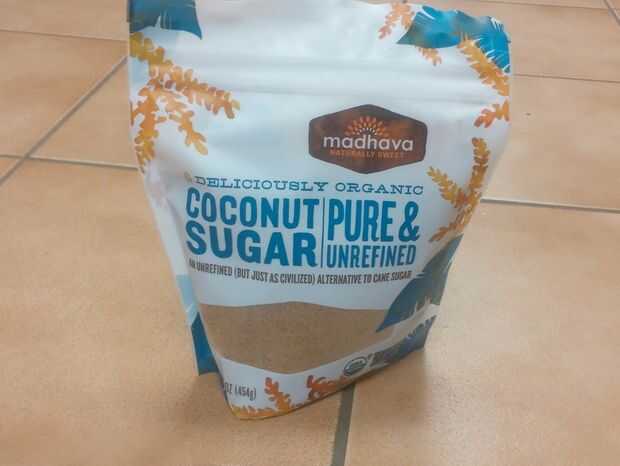 madhava
NATURALLY SWEET
DELICIOUSLY ORGANIC
COCONUT
SUGAR
PURE &
UNREFINED
AN UNREFINED (BUT JUST AS CIVILIZED) ALTERNATIVE TO CANE SUGAR
OZ (454g)